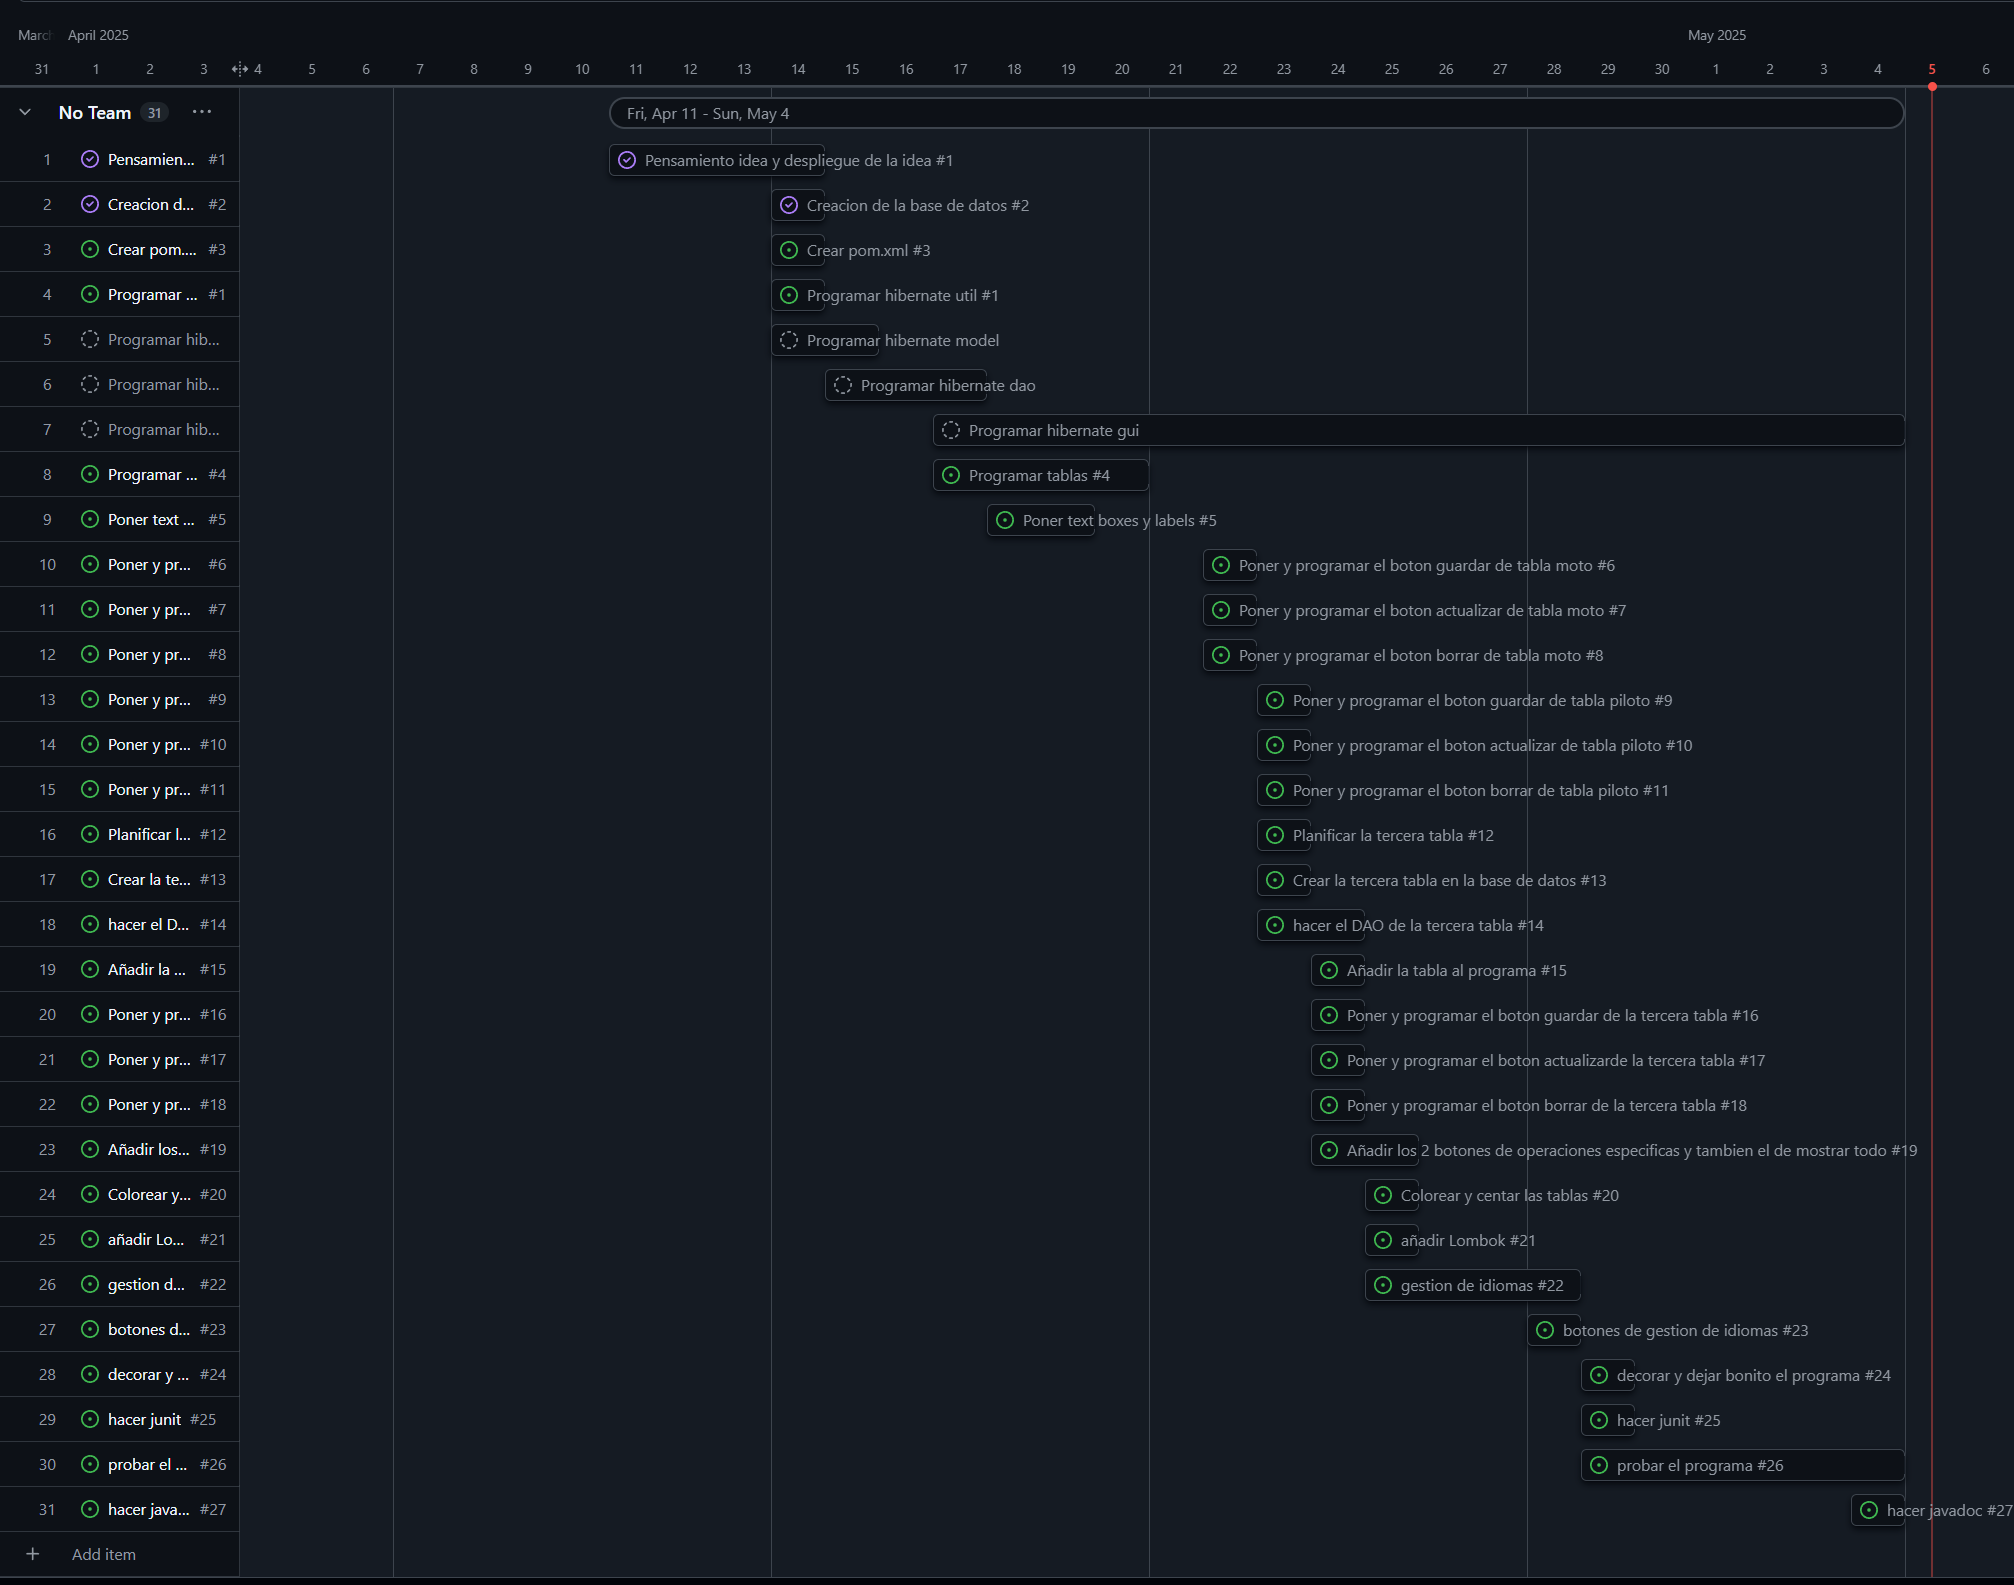 March April 2025 May 2025
31 1 2 3 4 5 6 7 8 9 10 11 12 13 14 15 16 17 18 19 20 21 22 23 24 25 26 27 28 29 30 1 2 3 4 5 6
No Team 31 ... Fri, Apr 11 - Sun, May 4
1 Pensamien... #1 Pensamiento idea y despliegue de la idea #1
2 Creacion d... #2 Creacion de la base de datos #2
3 Crear pom.... #3 Crear pom.xml #3
4 Programar ... #1 Programar hibernate util #1
5 Programar hib... Programar hibernate model
6 Programar hib... Programar hibernate dao
7 Programar hib... Programar hibernate gui
8 Programar ... #4 Programar tablas #4
9 Poner text ... #5 Poner text boxes y labels #5
10 Poner y pr... #6 Poner y programar el boton guardar de tabla moto #6
11 Poner y pr... #7 Poner y programar el boton actualizar de tabla moto #7
12 Poner y pr... #8 Poner y programar el boton borrar de tabla moto #8
13 Poner y pr... #9 Poner y programar el boton guardar de tabla piloto #9
14 Poner y pr... #10 Poner y programar el boton actualizar de tabla piloto #10
15 Poner y pr... #11 Poner y programar el boton borrar de tabla piloto #11
16 Planificar l... #12 Planificar la tercera tabla #12
17 Crear la te... #13 Crear la tercera tabla en la base de datos #13
18 hacer el D... #14 hacer el DAO de la tercera tabla #14
19 Añadir la ... #15 Añadir la tabla al programa #15
20 Poner y pr... #16 Poner y programar el boton guardar de la tercera tabla #16
21 Poner y pr... #17 Poner y programar el boton actualizarde la tercera tabla #17
22 Poner y pr... #18 Poner y programar el boton borrar de la tercera tabla #18
23 Añadir los... #19 Añadir los 2 botones de operaciones especificas y tambien el de mostrar todo #19
24 Colorear y... #20 Colorear y centar las tablas #20
25 añadir Lo... #21 añadir Lombok #21
26 gestion d... #22 gestion de idiomas #22
27 botones d... #23 botones de gestion de idiomas #23
28 decorar y ... #24 decorar y dejar bonito el programa #24
29 hacer junit #25 hacer junit #25
30 probar el ... #26 probar el programa #26
31 hacer java... #27 hacer javadoc #27
+ Add item